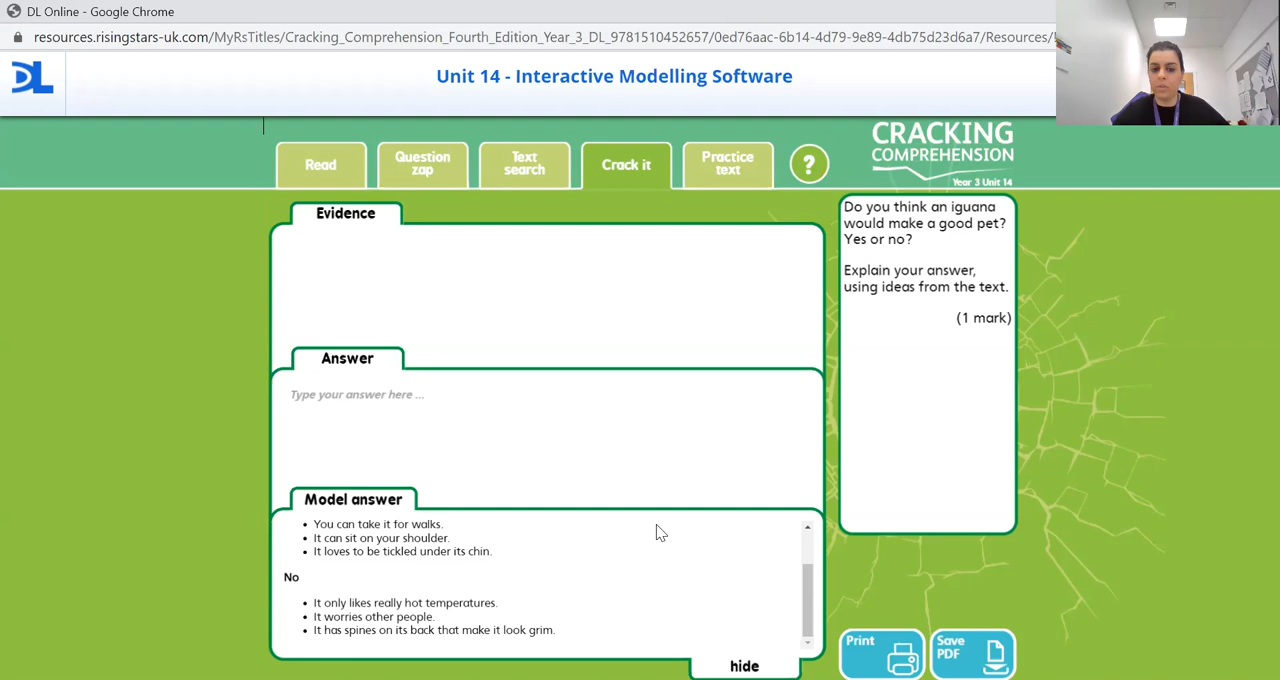 DL Online - Google Chrome
resources.risingstars-uk.com/MyRsTitles/Cracking_Comprehension_Fourth_Edition_Year_3_DL_9781510452657/0ed76aac-6b14-4d79-9e89-4db75d23d6a7/Resources/
DL
Unit 14 - Interactive Modelling Software
Read
Question
zap
Text
search
Crack it
Practice
text
?
CRACKING
COMPREHENSION
Year 3 Unit 14
Evidence
Do you think an iguana
would make a good pet?
Yes or no?
Explain your answer,
using ideas from the text.
(1 mark)
Answer
Type your answer here ...
Model answer
• You can take it for walks.
• It can sit on your shoulder.
• It loves to be tickled under its chin.
No
• It only likes really hot temperatures.
• It worries other people.
• It has spines on its back that make it look grim.
hide
Print
Save
PDF